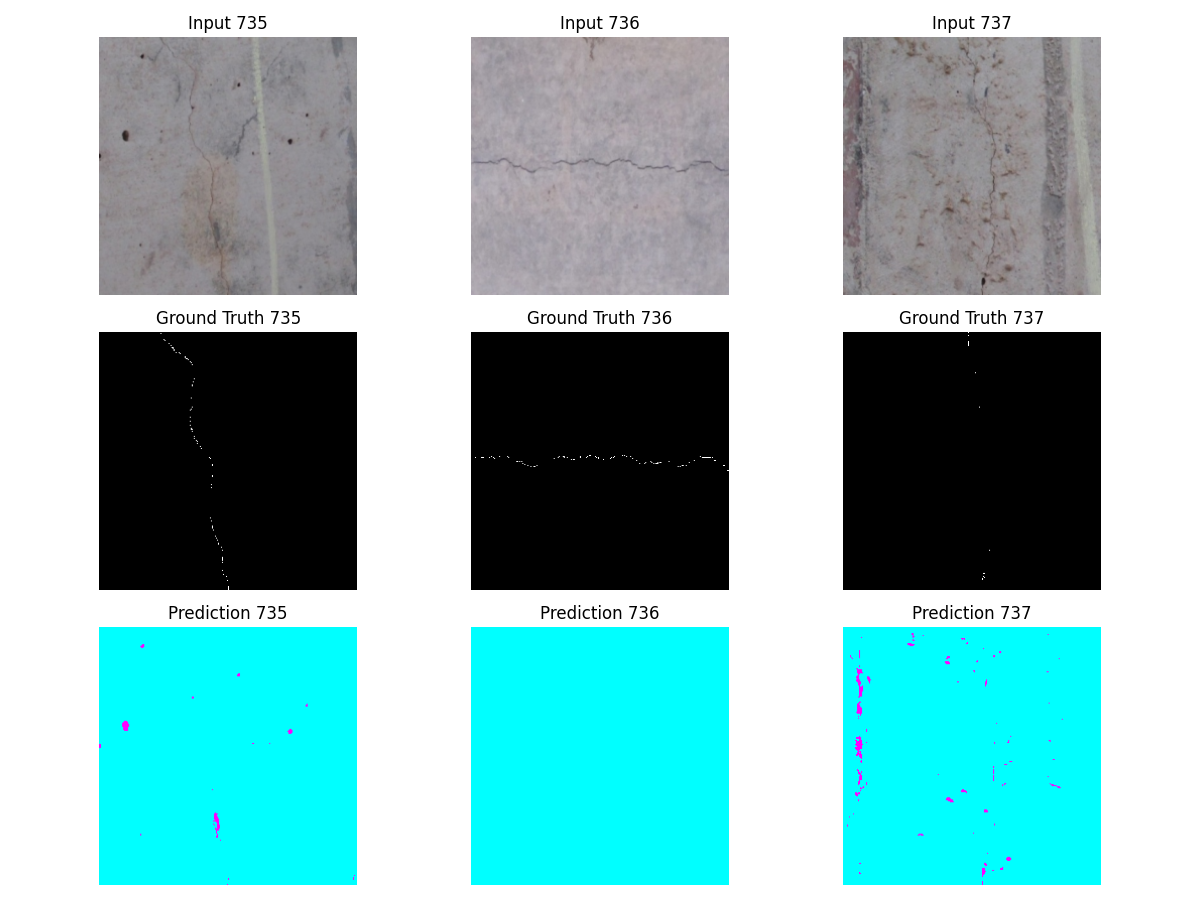 Input 735
Input 736
Input 737
Ground Truth 735
Ground Truth 736
Ground Truth 737
Prediction 735
Prediction 736
Prediction 737